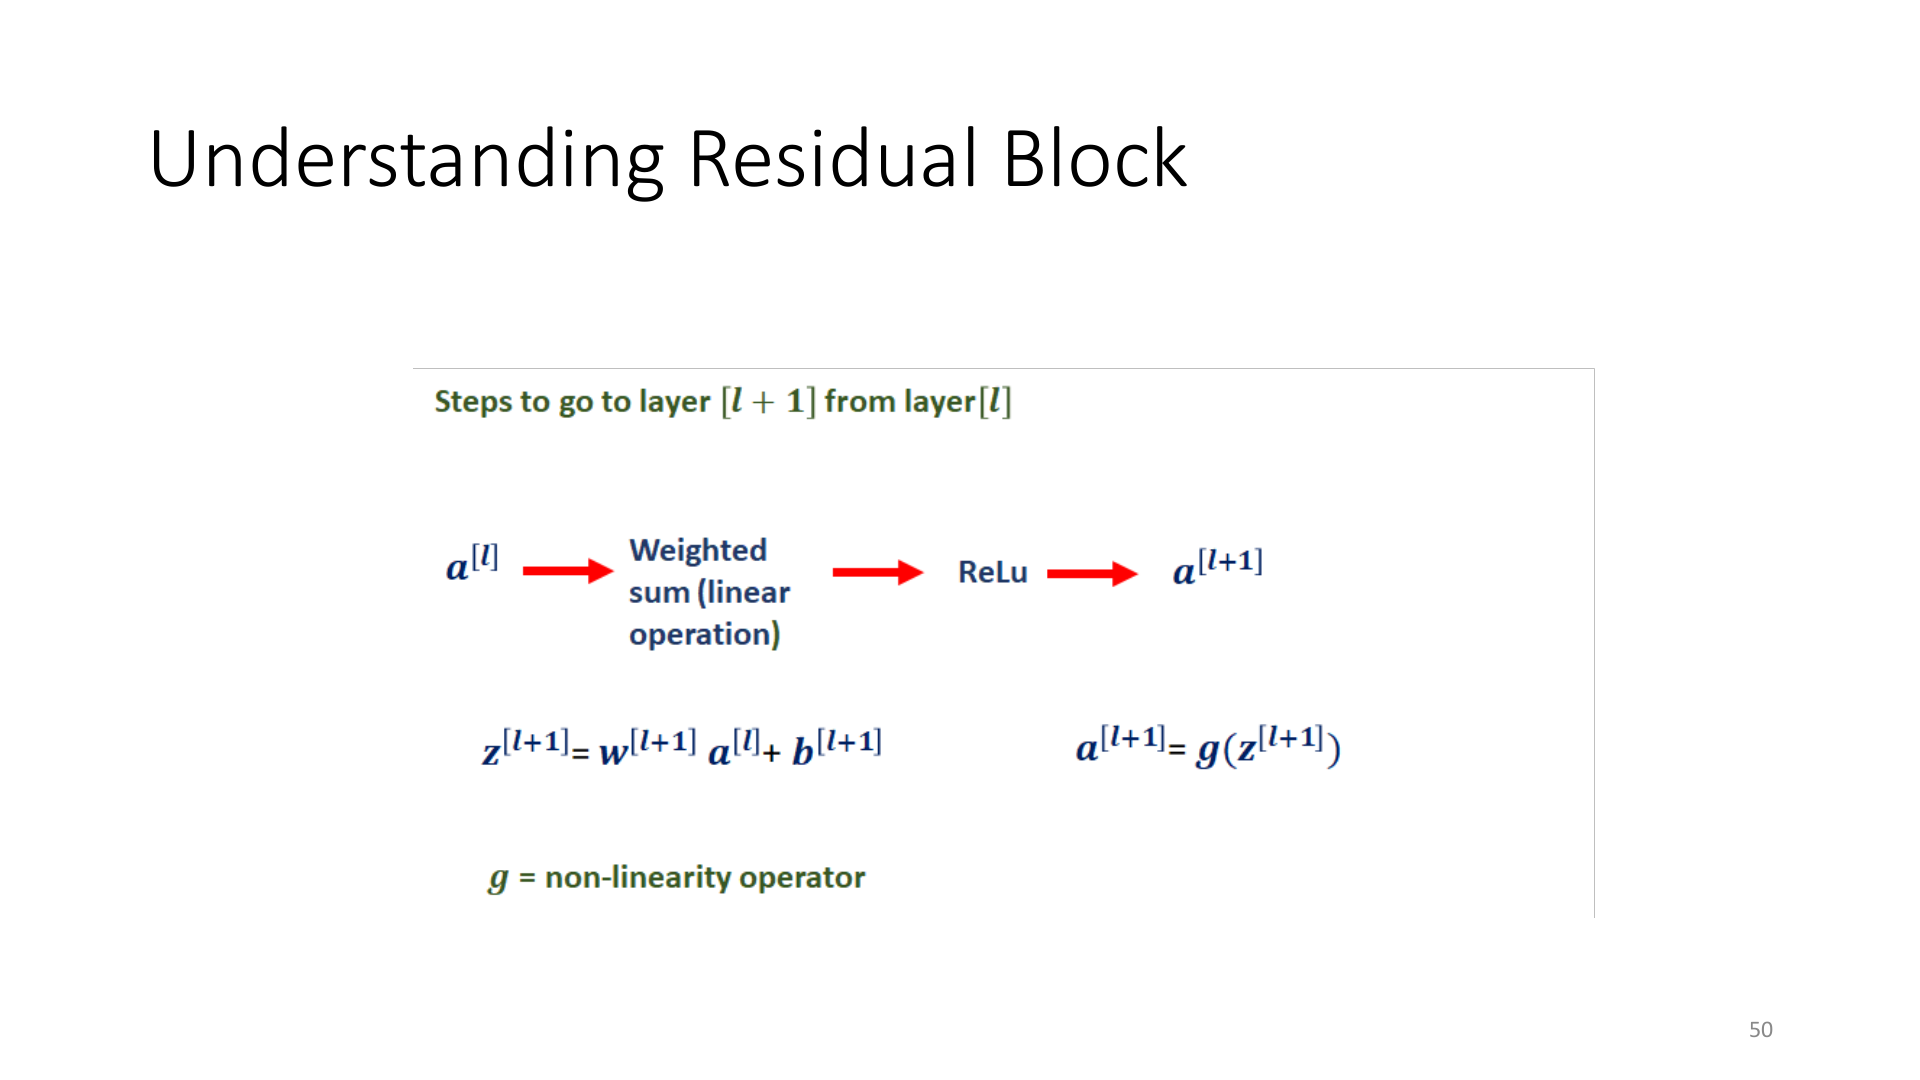 Understanding Residual Block
Steps to go to layer [l + 1] from layer[l]
a^[l] Weighted sum (linear operation) ReLu a^[l+1]
z^[l+1]= w^[l+1] a^[l]+ b^[l+1] a^[l+1]= g(z^[l+1])
g = non-linearity operator
50